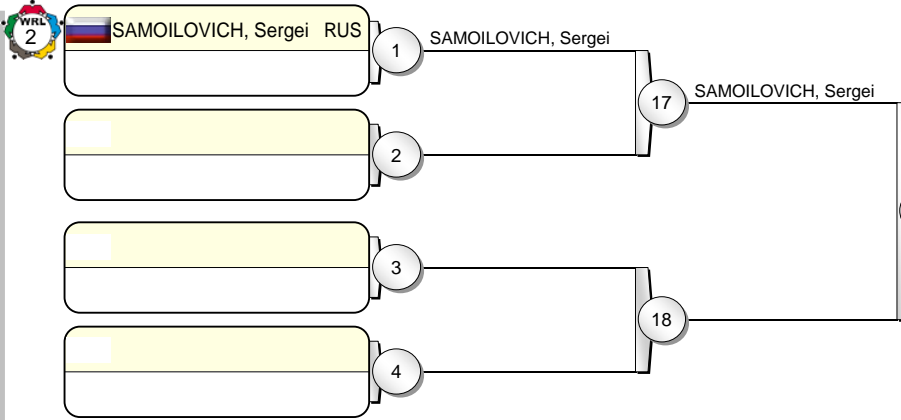 WRL
2
SAMOILOVICH, Sergei RUS
1
SAMOILOVICH, Sergei
17
SAMOILOVICH, Sergei
2
3
18
4